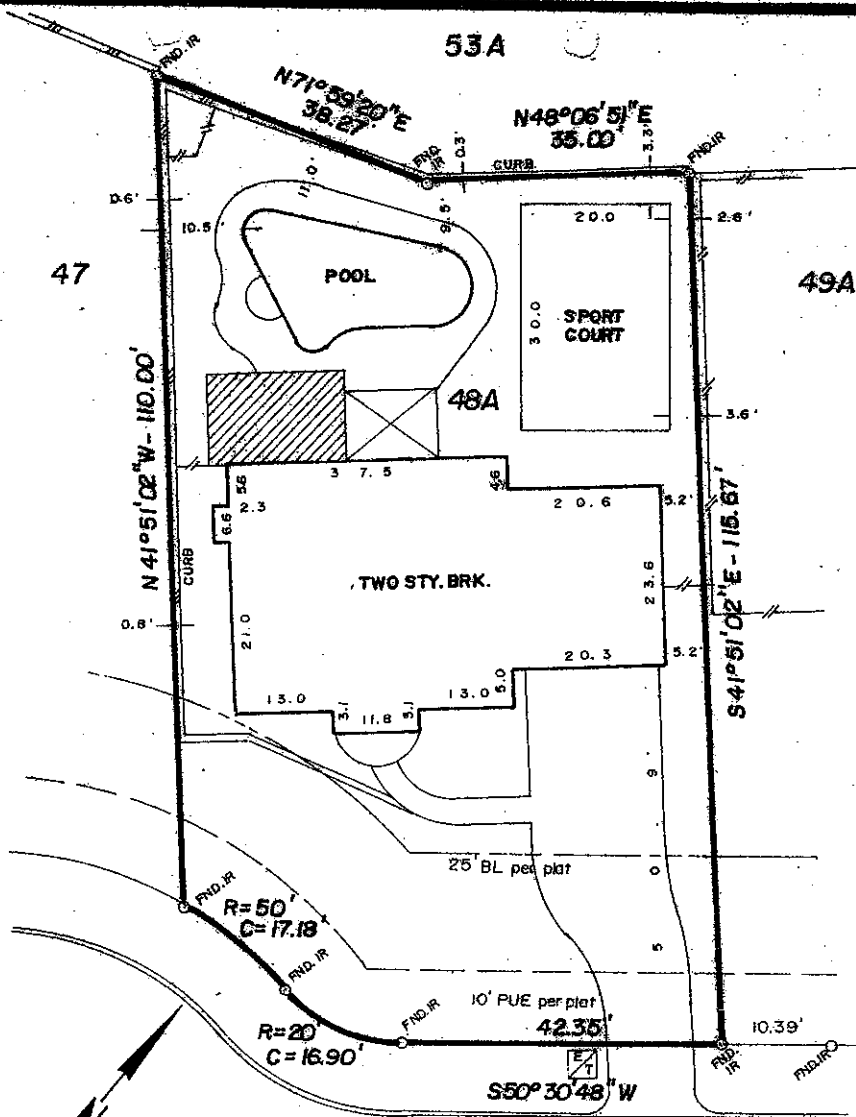 53A
FND. IR
N71°59'20"E
38.27'
N48°06'51"E
35.00'
FND. IR
0.3'
CURB
3.3'
FND.IR
0.6'
11.0'
9.5'
10.5'
20.0
2.6'
47
POOL
30.0
SPORT
COURT
49A
N 41°51'02"W - 110.00'
48A
3.6'
5.6
37.5
4.6
2.3
20.6
5.2'
6.6
CURB
TWO STY. BRK.
23.6
S41°51'02"E - 115.67'
0.8'
21.0
20.3
5.2'
13.0
3.1
11.8
3.1
13.0
5.0
50.9'
25' BL per plat
FND. IR
R=50'
C=17.18'
FND. IR
10' PUE per plat
FND. IR
42.35'
10.39'
R=20'
C=16.90'
E
T
FND.
IR
FND.IR
S50°30'48"W